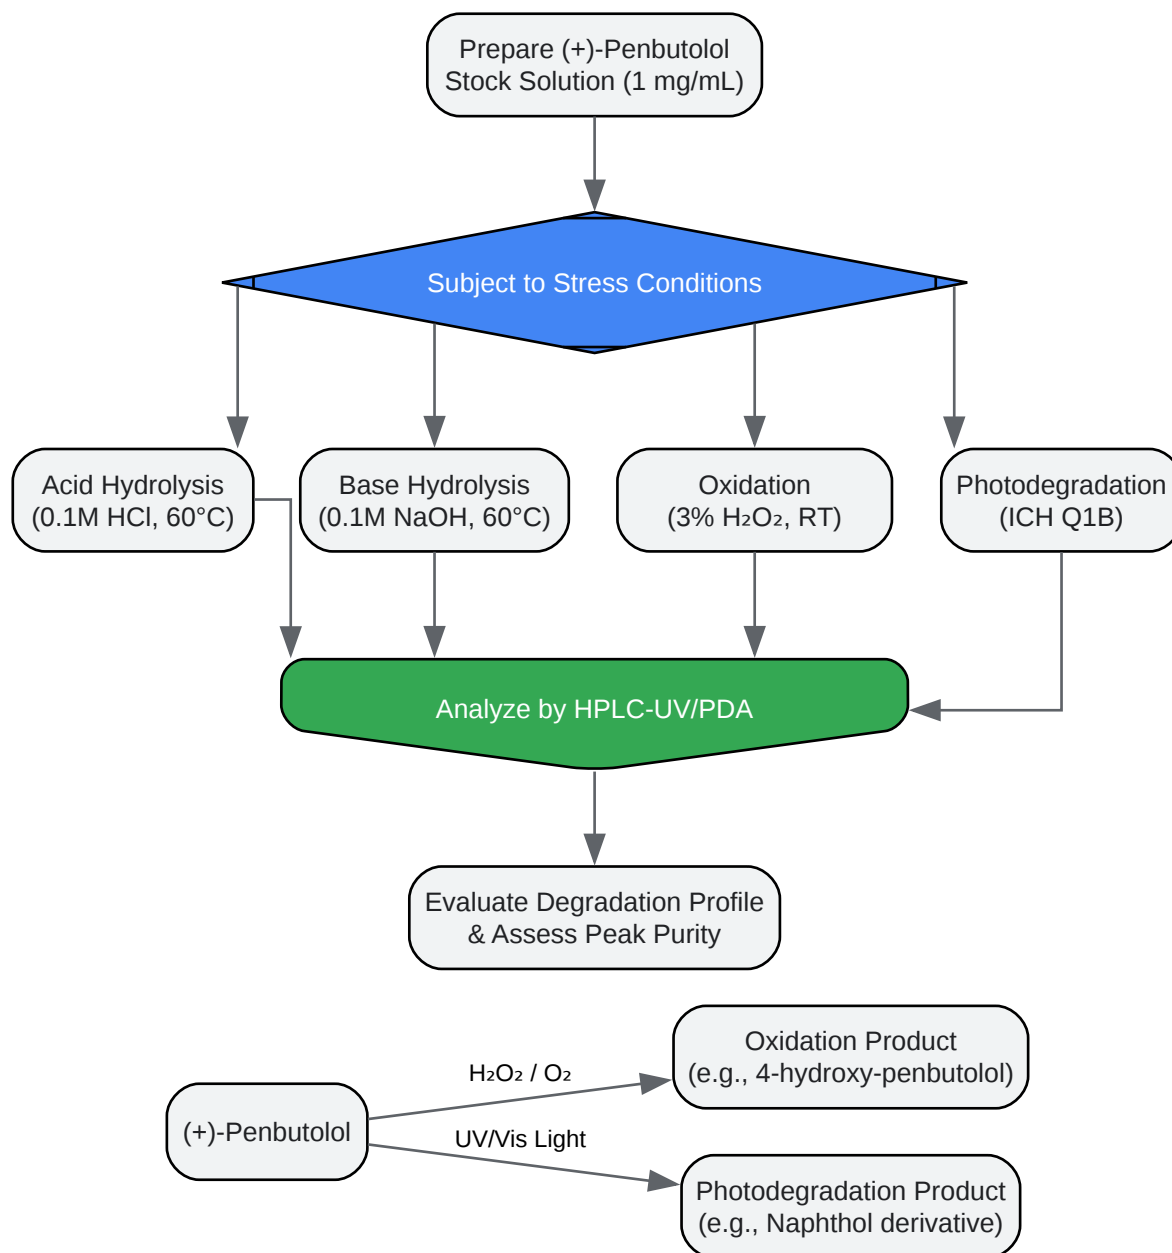 Prepare (+)-Penbutolol
Stock Solution (1 mg/mL)
Subject to Stress Conditions
Acid Hydrolysis
(0.1M HCl, 60°C)
Base Hydrolysis
(0.1M NaOH, 60°C)
Oxidation
(3% H₂O₂, RT)
Photodegradation
(ICH Q1B)
Analyze by HPLC-UV/PDA
Evaluate Degradation Profile
& Assess Peak Purity
(+)-Penbutolol
H₂O₂ / O₂
UV/Vis Light
Oxidation Product
(e.g., 4-hydroxy-penbutolol)
Photodegradation Product
(e.g., Naphthol derivative)